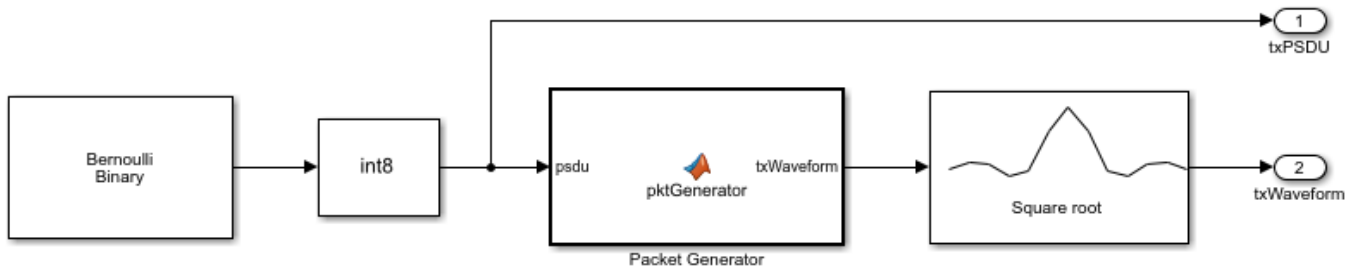 1
txPSDU
Bernoulli
Binary
int8
psdu
pktGenerator
txWaveform
Square root
2
txWaveform
Packet Generator